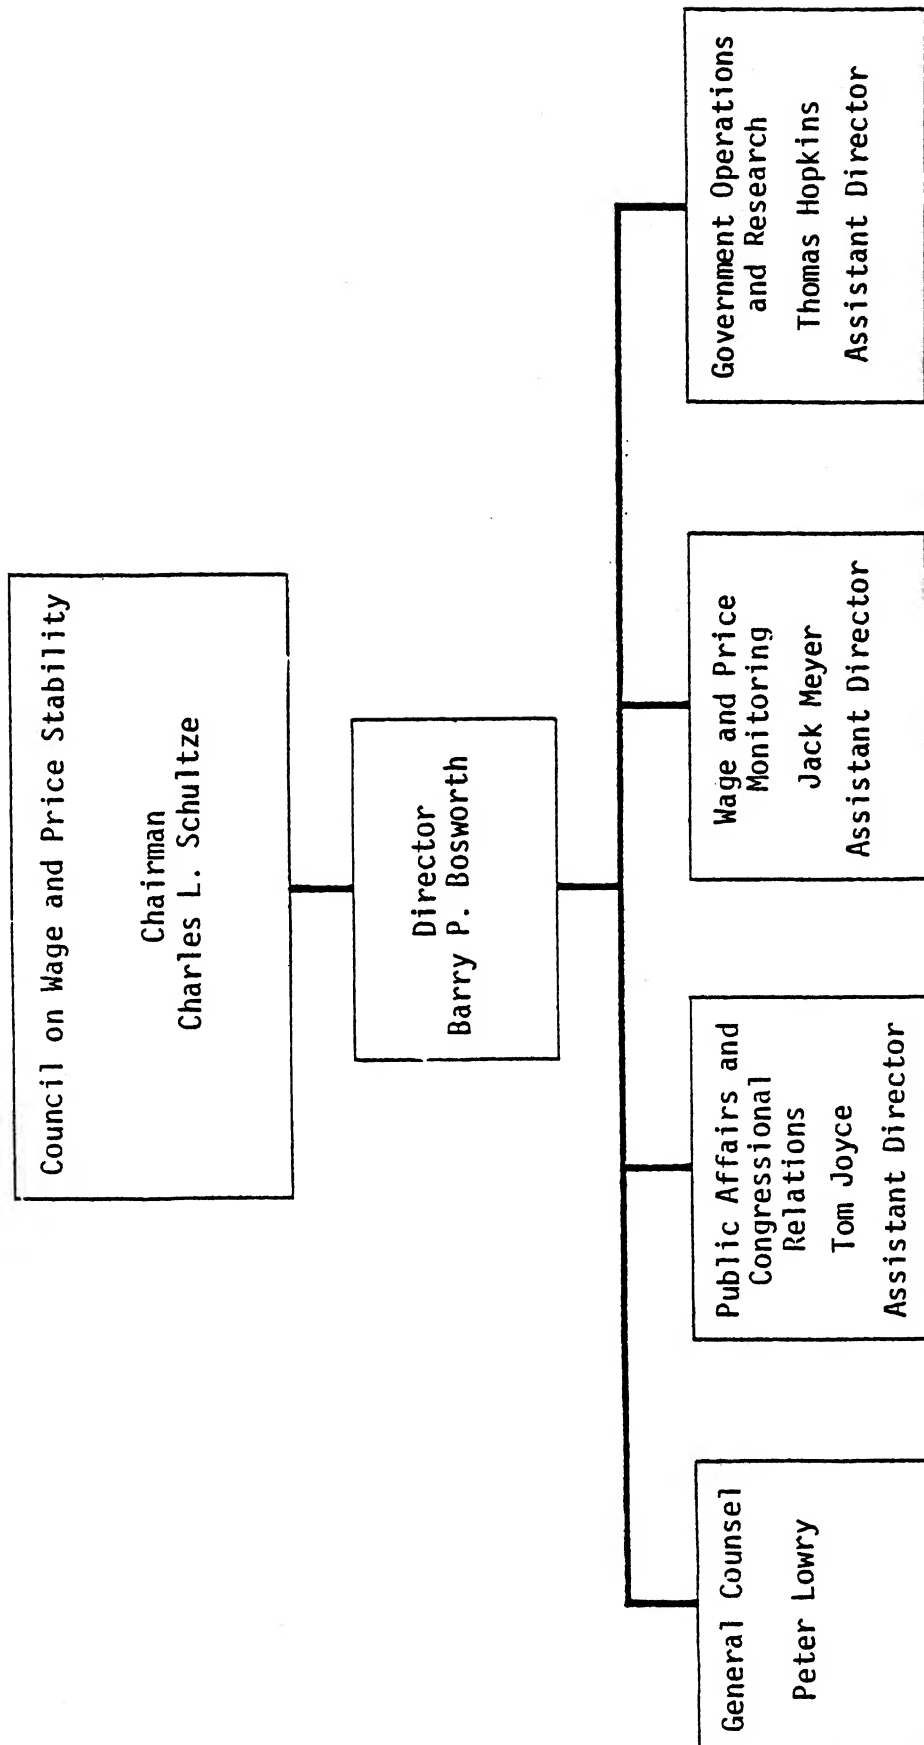 Council on Wage and Price Stability
Chairman
Charles L. Schultze
Director
Barry P. Bosworth
General Counsel
Peter Lowry
Public Affairs and
Congressional
Relations
Tom Joyce
Assistant Director
Wage and Price
Monitoring
Jack Meyer
Assistant Director
Government Operations
and Research
Thomas Hopkins
Assistant Director